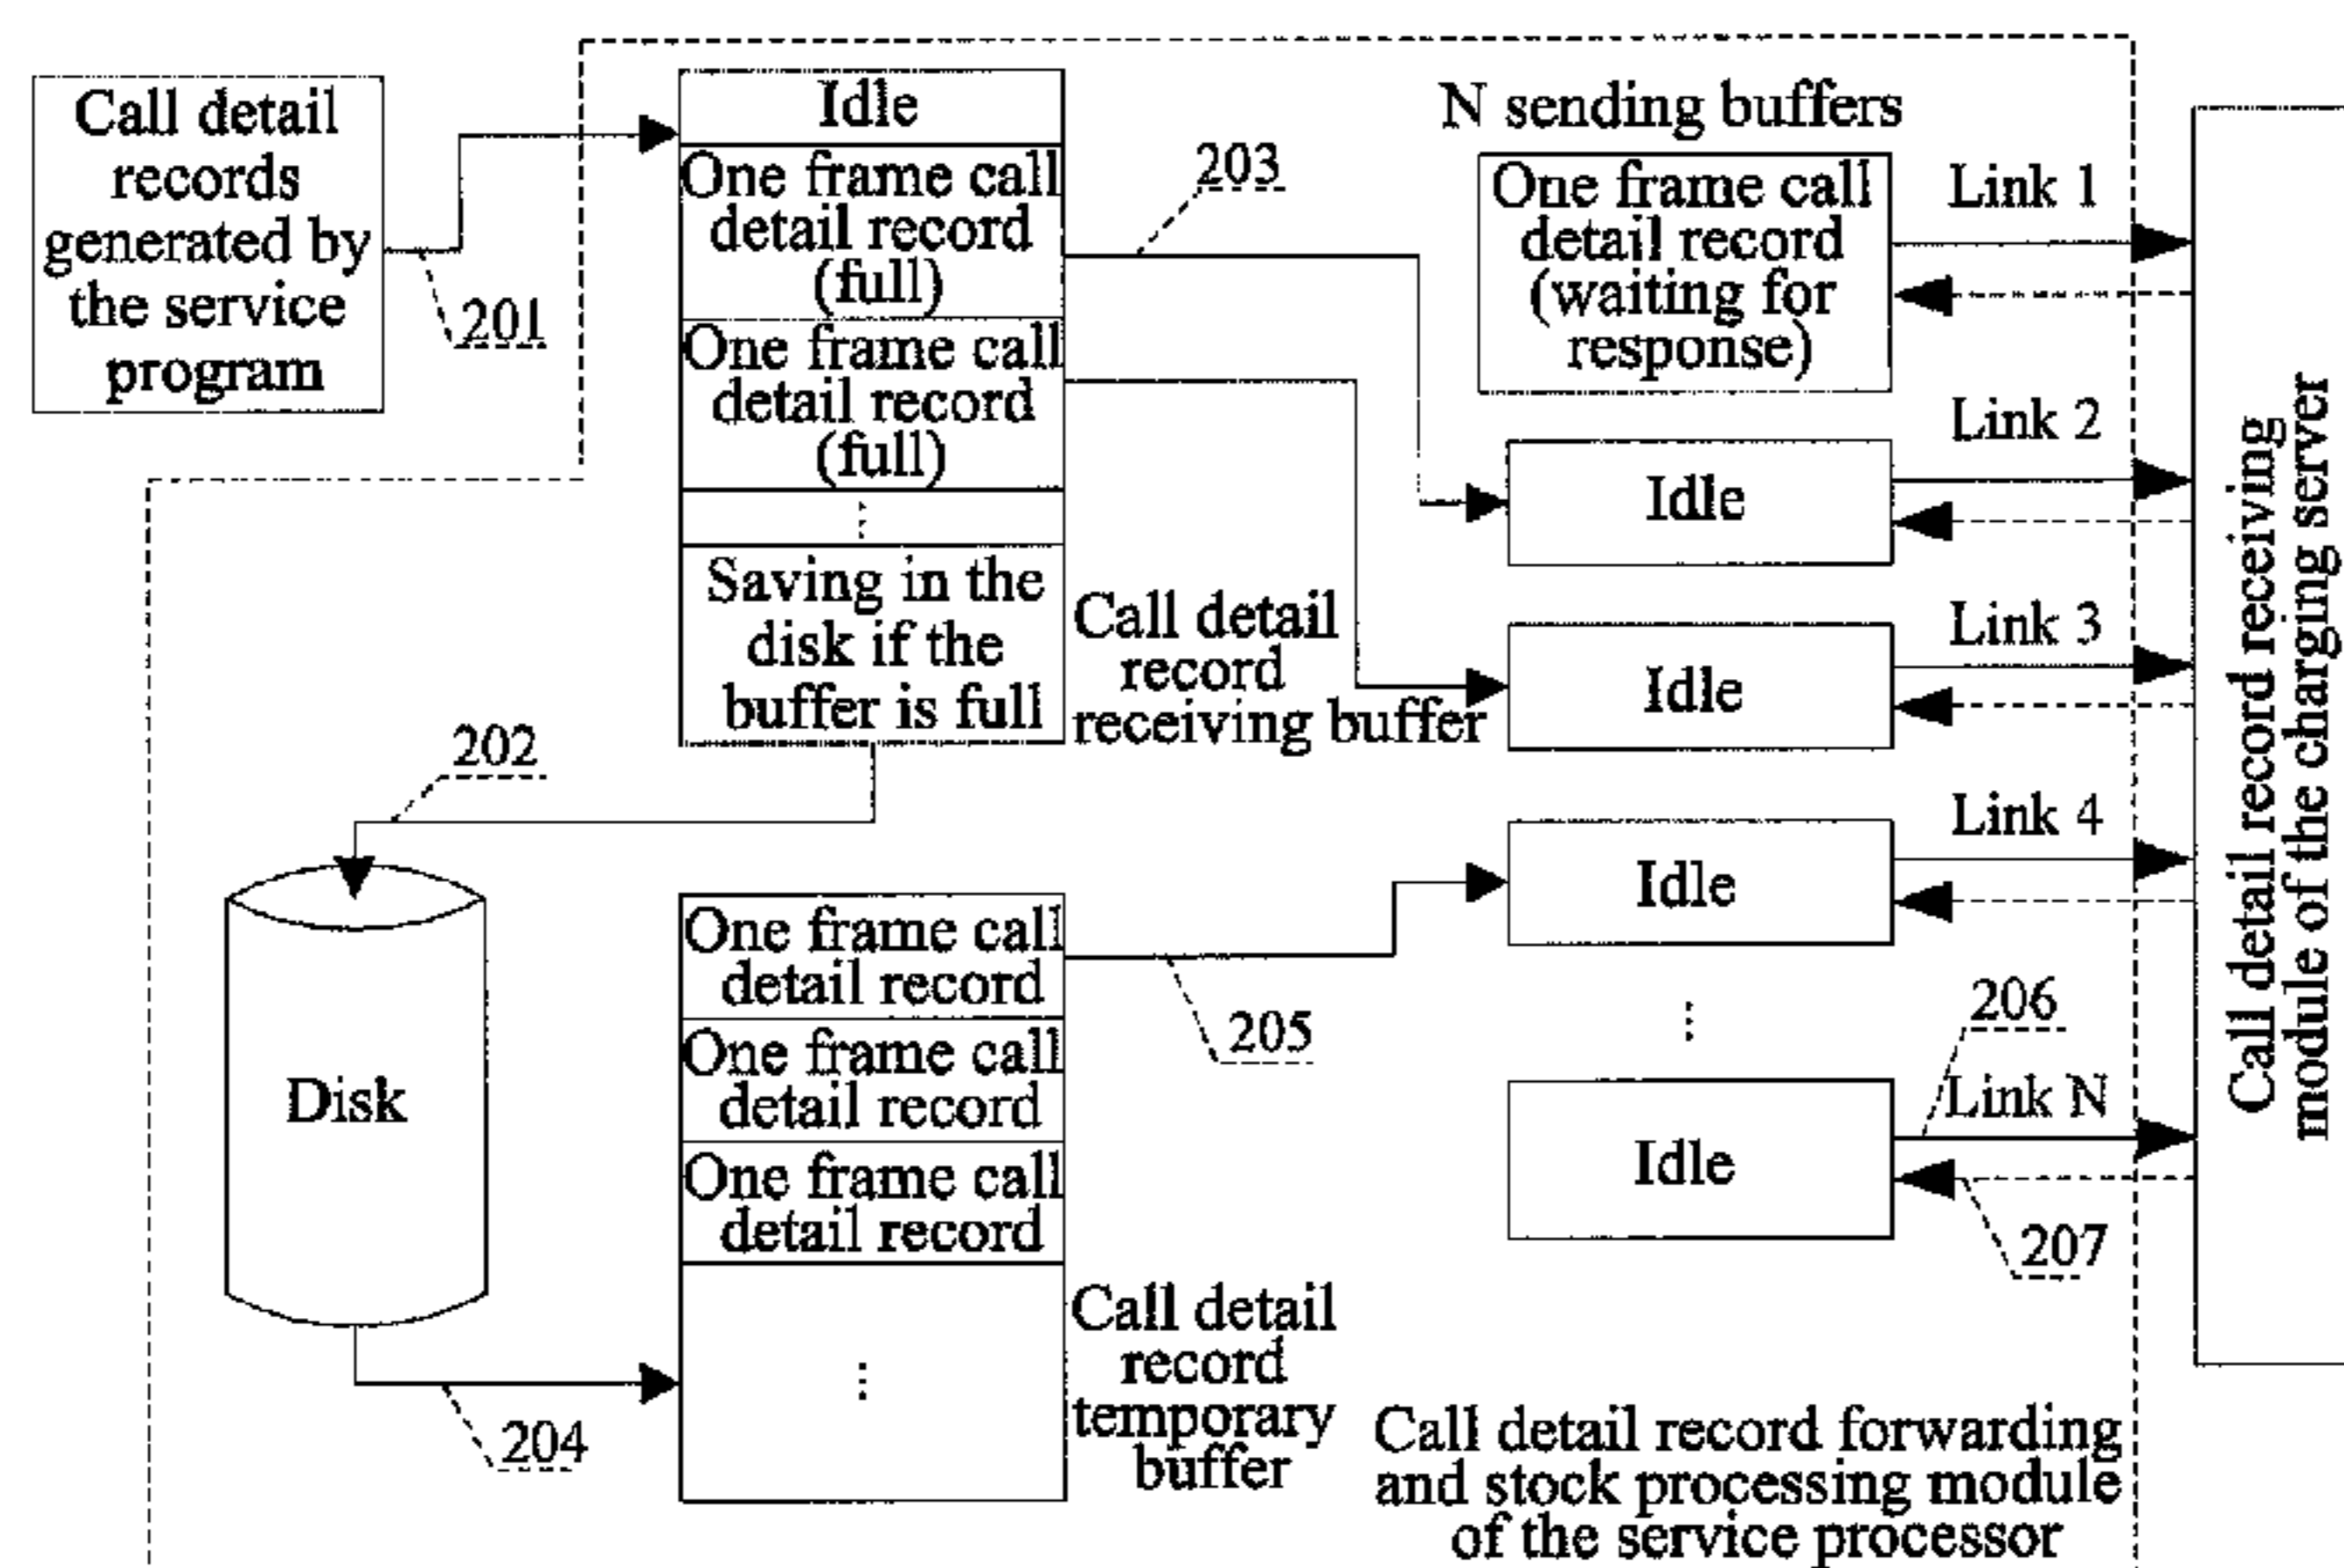 Call detail
records
generated by
the service
program
201
Idle
One frame call
detail record
(full)
One frame call
detail record
(full)
⋮
Saving in the
disk if the
buffer is full
Call detail
record
receiving buffer
203
N sending buffers
One frame call
detail record
(waiting for
response)
Link 1
Idle
Link 2
Idle
Link 3
Idle
Link 4
⋮
206
Idle
Link N
207
Call detail record receiving
module of the charging server
202
Disk
204
One frame call
detail record
One frame call
detail record
One frame call
detail record
⋮
205
Call detail
record
temporary
buffer
Call detail record forwarding
and stock processing module
of the service processor